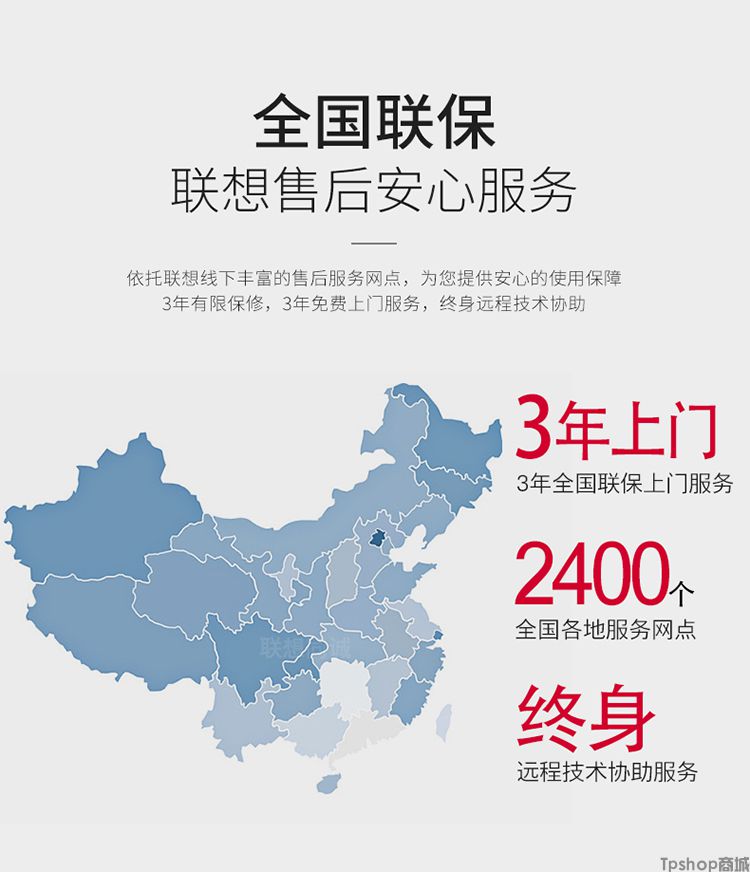 全国联保
联想售后安心服务
依托联想线下丰富的售后服务网点，为您提供安心的使用保障
3年有限保修，3年免费上门服务，终身远程技术协助
3年上门
3年全国联保上门服务
2400个
全国各地服务网点
终身
远程技术协助服务
Tpshop商城